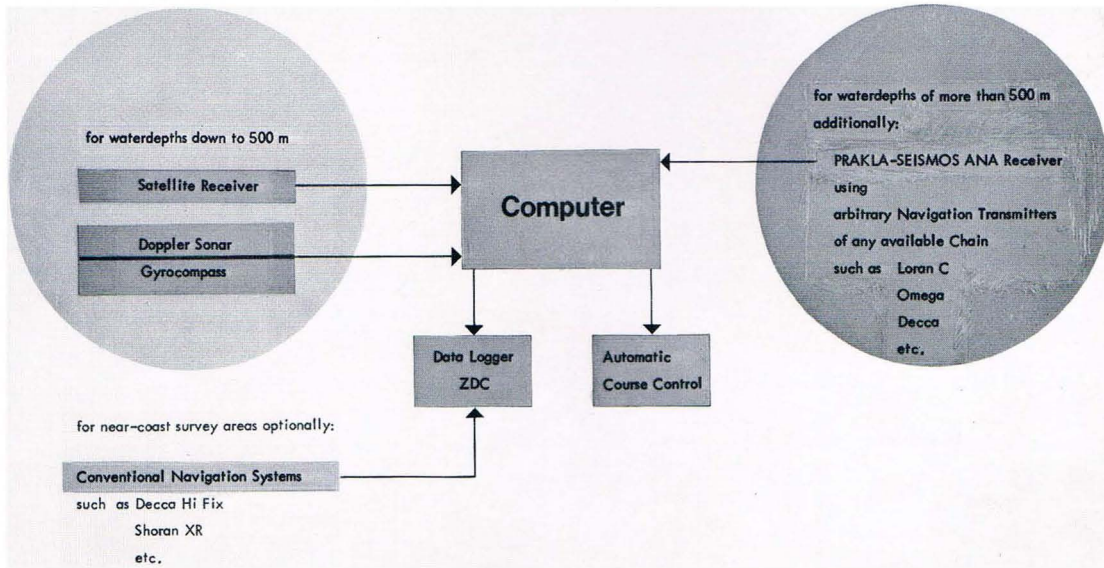 for waterdepths down to 500 m
Satellite Receiver
Doppler Sonar
Gyrocompass
Computer
for waterdepths of more than 500 m
additionally:
PRAKLA-SEISMOS ANA Receiver
using
arbitrary Navigation Transmitters
of any available Chain
such as Loran C
Omega
Decca
etc.
Data Logger
ZDC
Automatic
Course Control
for near-coast survey areas optionally:
Conventional Navigation Systems
such as Decca Hi Fix
Shoran XR
etc.